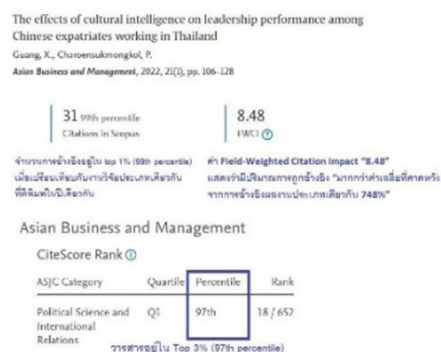 The effects of cultural intelligence on leadership performance among
Chinese expatriates working in Thailand
Guang, X., Charoensukmongkol, P.
Asian Business and Management, 2022, 21(1), pp. 106–128
31 99th percentile
Citations in Scopus
8.48
FWCI ?
จำนวนการอ้างอิงอยู่ใน top 1% (99th percentile)
เมื่อเปรียบเทียบกับงานวิจัยประเภทเดียวกัน
ที่ตีพิมพ์ในปีเดียวกัน
ค่า Field-Weighted Citation Impact "8.48"
แสดงว่ามีปริมาณการถูกอ้างอิง "มากกว่าค่าเฉลี่ยที่คาดหวัง
จากการอ้างอิงผลงานประเภทเดียวกัน 748%"
Asian Business and Management
CiteScore Rank
ASJC Category Quartile Percentile Rank
Political Science and Q1 97th 18 / 652
International
Relations
วารสารอยู่ใน Top 3% (97th percentile)